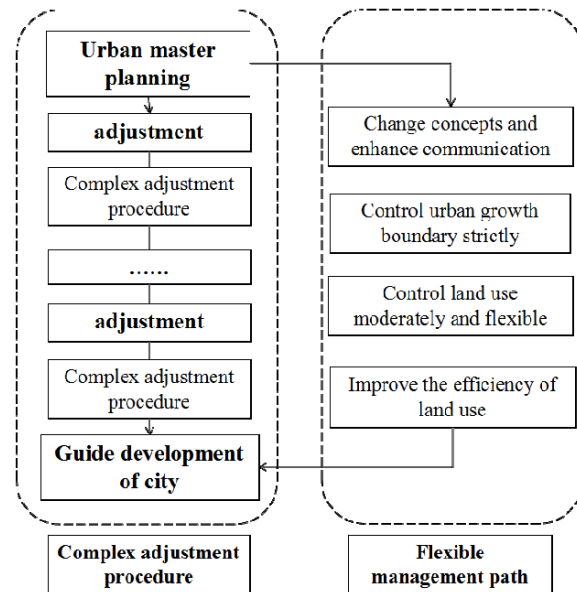 Urban master
planning
adjustment
Complex adjustment
procedure
......
adjustment
Complex adjustment
procedure
Guide development
of city
Complex adjustment
procedure
Change concepts and
enhance communication
Control urban growth
boundary strictly
Control land use
moderately and flexible
Improve the efficiency of
land use
Flexible
management path